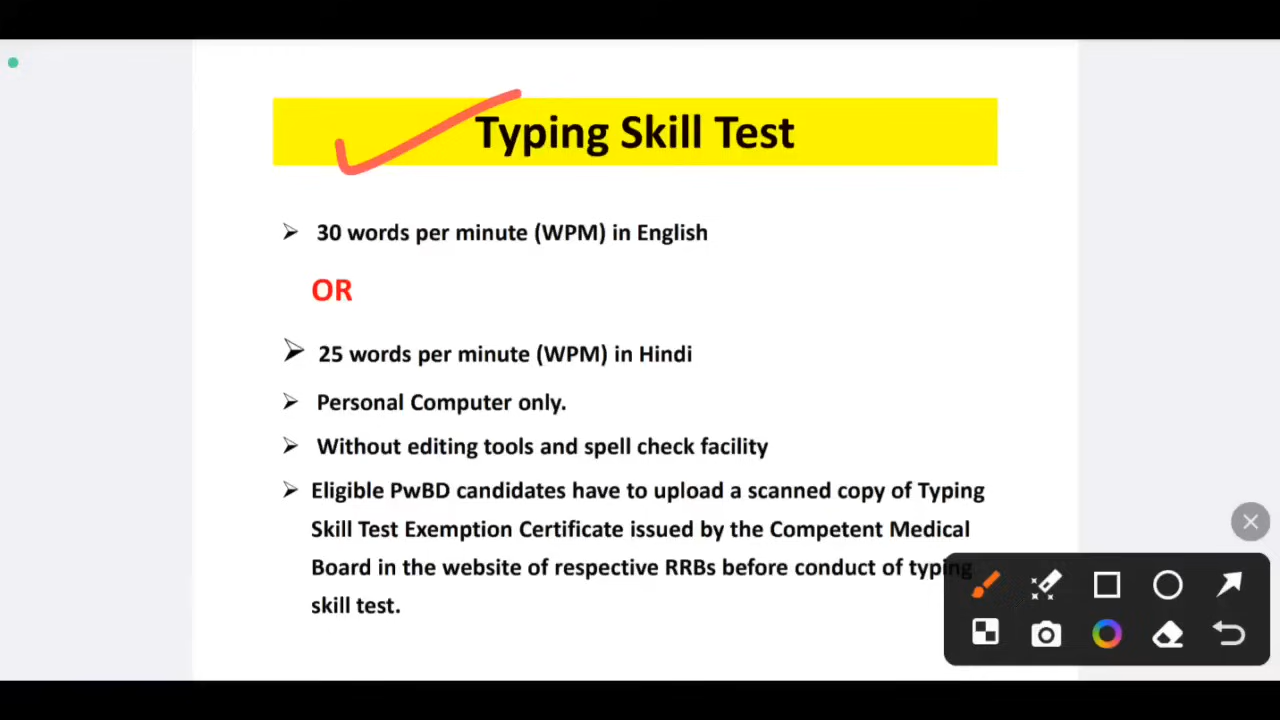 Typing Skill Test
30 words per minute (WPM) in English
OR
25 words per minute (WPM) in Hindi
Personal Computer only.
Without editing tools and spell check facility
Eligible PwBD candidates have to upload a scanned copy of Typing
Skill Test Exemption Certificate issued by the Competent Medical
Board in the website of respective RRBs before conduct of typing
skill test.